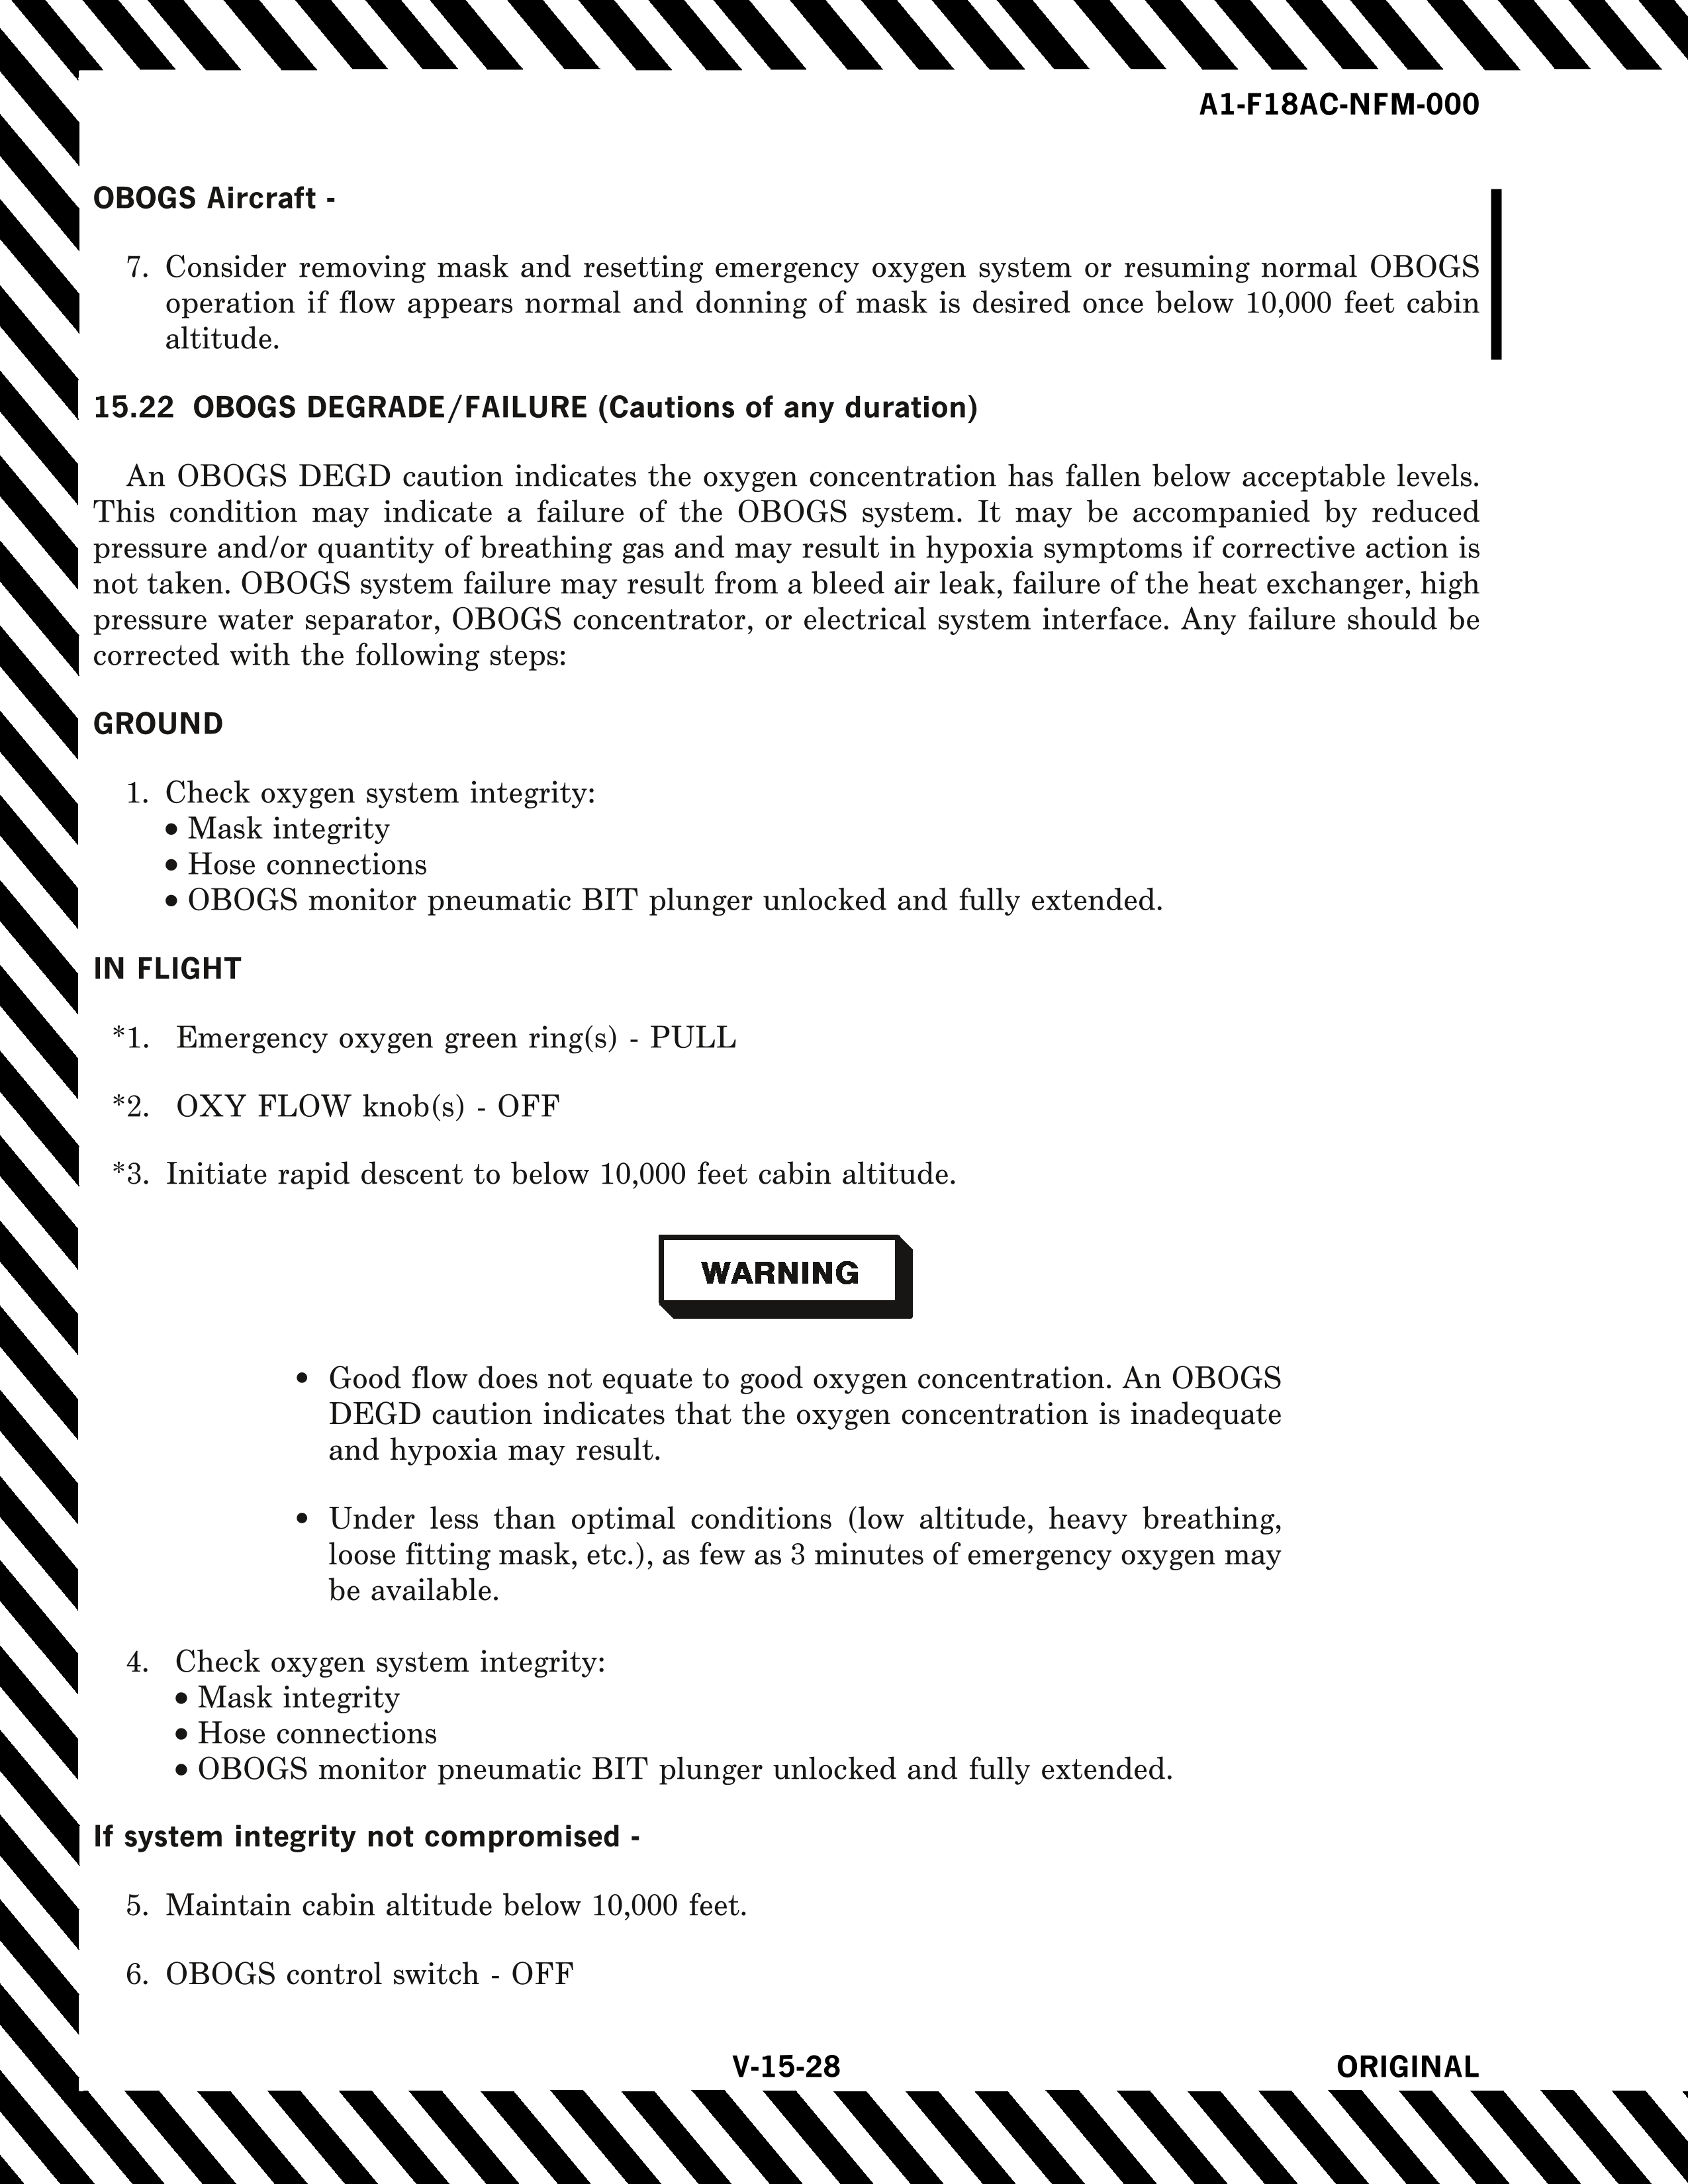 A1-F18AC-NFM-000
OBOGS Aircraft -
7. Consider removing mask and resetting emergency oxygen system or resuming normal OBOGS
operation if flow appears normal and donning of mask is desired once below 10,000 feet cabin
altitude.
15.22 OBOGS DEGRADE/FAILURE (Cautions of any duration)
An OBOGS DEGD caution indicates the oxygen concentration has fallen below acceptable levels.
This condition may indicate a failure of the OBOGS system. It may be accompanied by reduced
pressure and/or quantity of breathing gas and may result in hypoxia symptoms if corrective action is
not taken. OBOGS system failure may result from a bleed air leak, failure of the heat exchanger, high
pressure water separator, OBOGS concentrator, or electrical system interface. Any failure should be
corrected with the following steps:
GROUND
1. Check oxygen system integrity:
• Mask integrity
• Hose connections
• OBOGS monitor pneumatic BIT plunger unlocked and fully extended.
IN FLIGHT
*1. Emergency oxygen green ring(s) - PULL
*2. OXY FLOW knob(s) - OFF
*3. Initiate rapid descent to below 10,000 feet cabin altitude.
WARNING
• Good flow does not equate to good oxygen concentration. An OBOGS
DEGD caution indicates that the oxygen concentration is inadequate
and hypoxia may result.
• Under less than optimal conditions (low altitude, heavy breathing,
loose fitting mask, etc.), as few as 3 minutes of emergency oxygen may
be available.
4. Check oxygen system integrity:
• Mask integrity
• Hose connections
• OBOGS monitor pneumatic BIT plunger unlocked and fully extended.
If system integrity not compromised -
5. Maintain cabin altitude below 10,000 feet.
6. OBOGS control switch - OFF
V-15-28
ORIGINAL